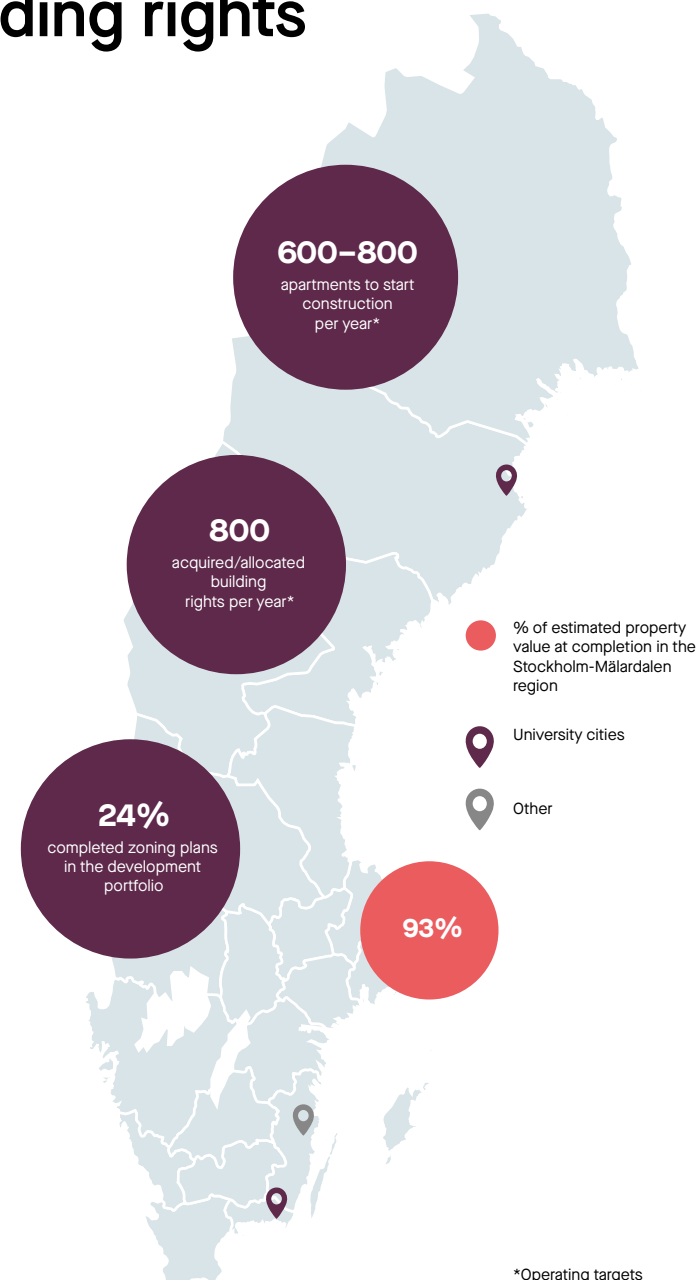 ding rights
600–800
apartments to start
construction
per year*
800
acquired/allocated
building
rights per year*
% of estimated property
value at completion in the
Stockholm-Mälardalen
region
University cities
Other
24%
completed zoning plans
in the development
portfolio
93%
*Operating targets